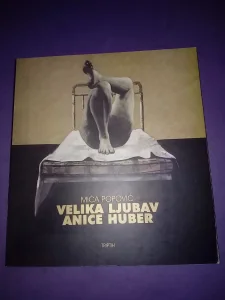 MIĆA POPOVIĆ
VELIKA LJUBAV
ANICE HUBER